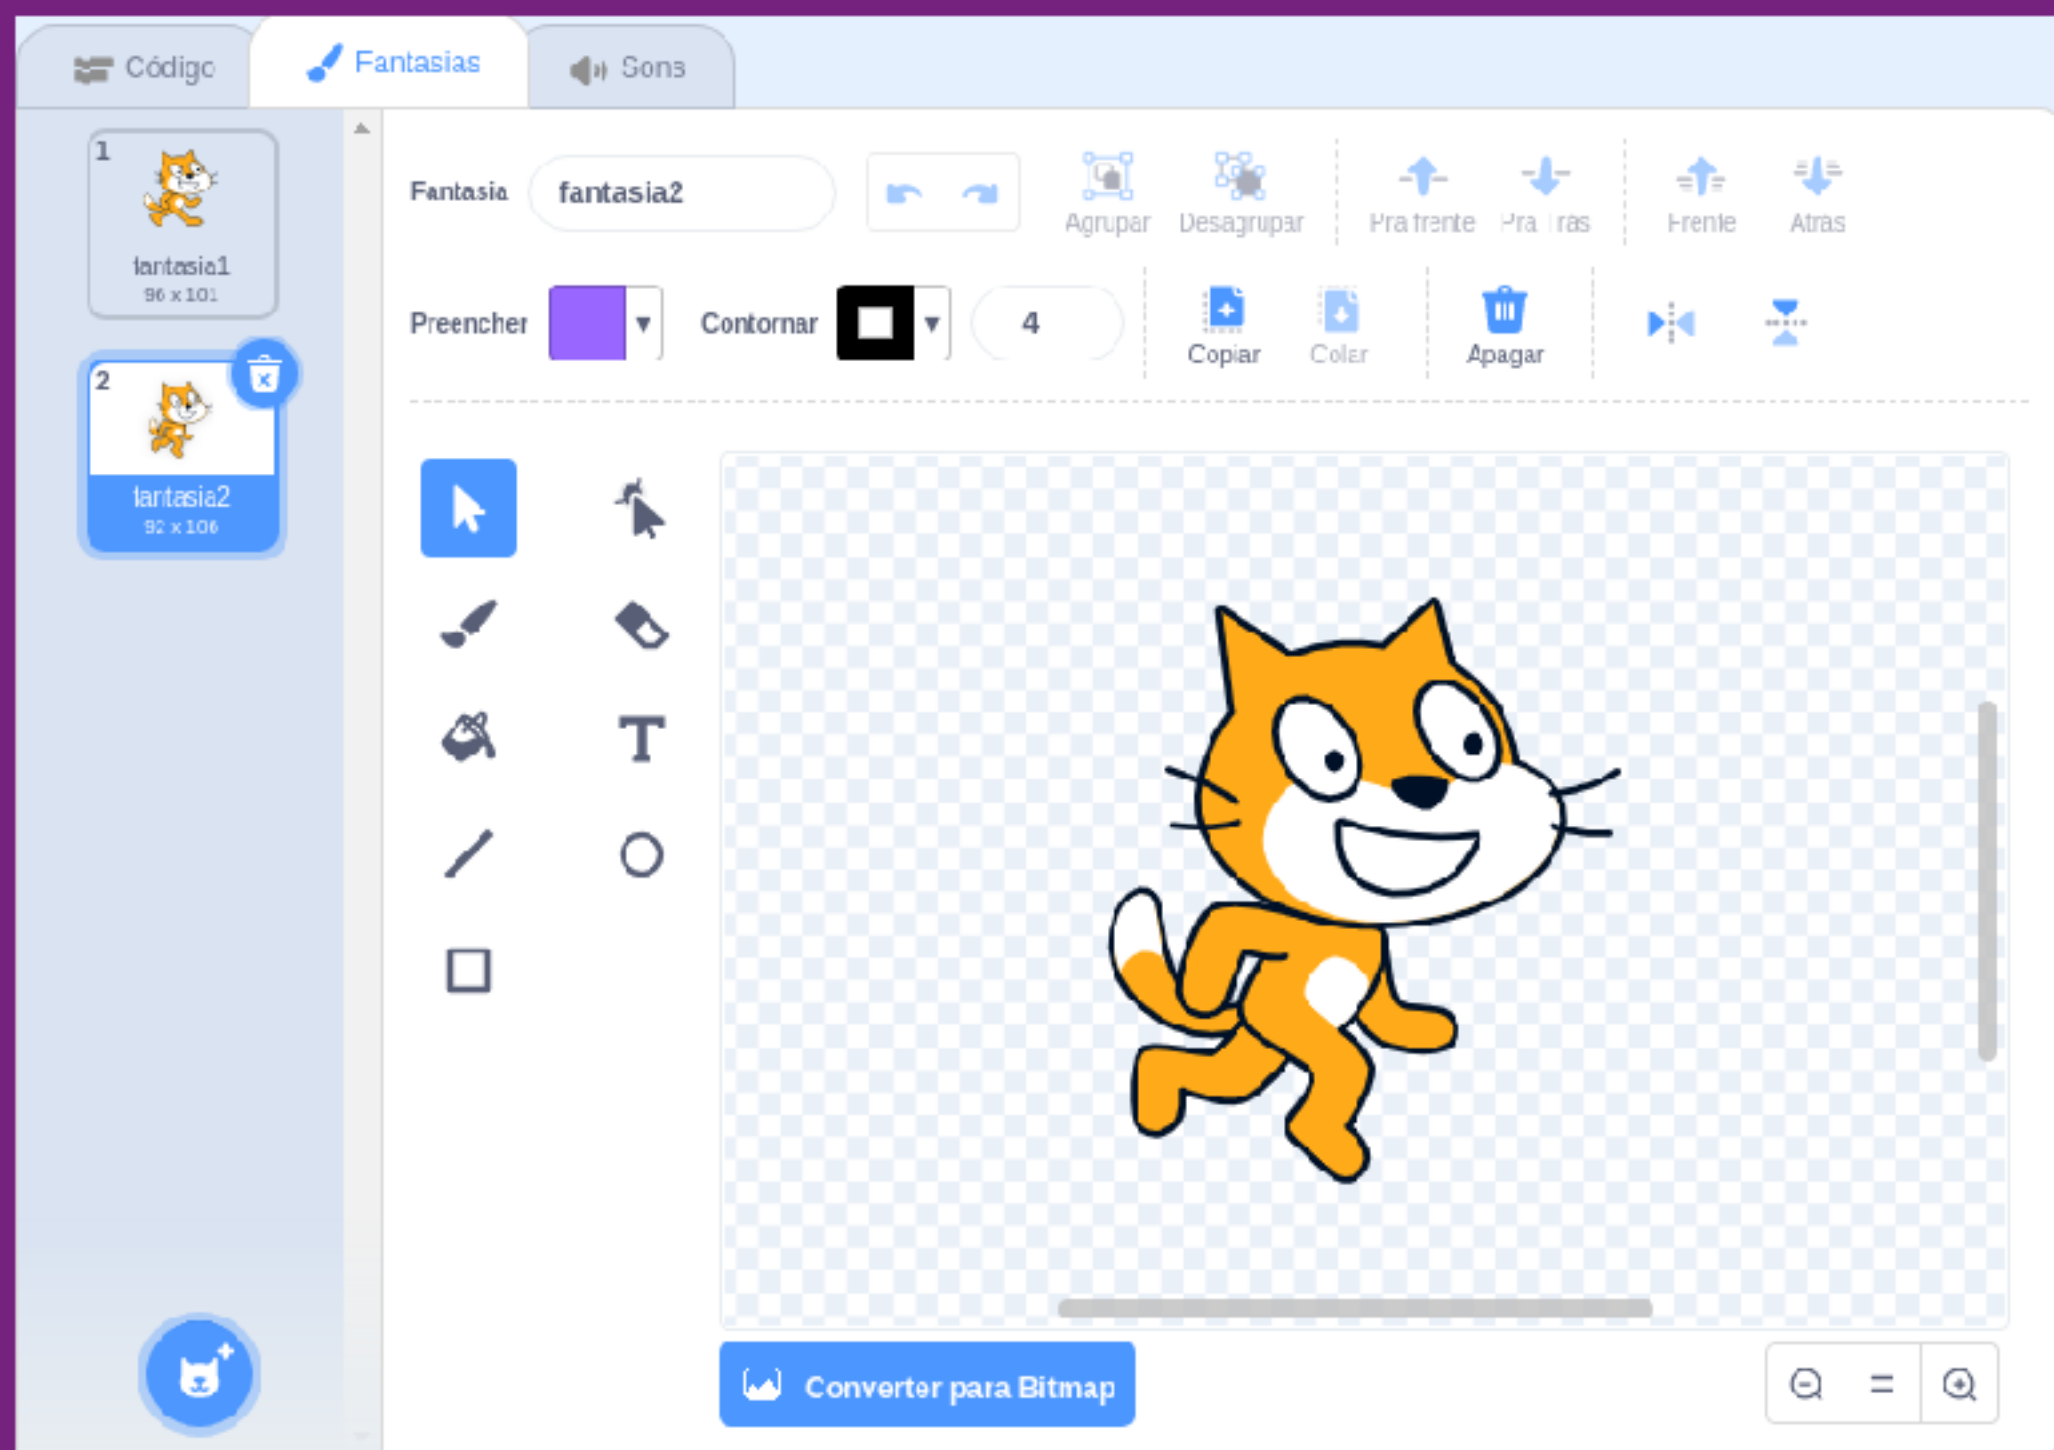 Código
Fantasias
Sons
1
fantasia1
96 x 101
2
fantasia2
92 x 106
Fantasia
fantasia2
Agrupar
Desagrupar
Pra frente
Pra Trás
Frente
Atrás
Preencher
Contornar
4
Copiar
Colar
Apagar
T
Converter para Bitmap